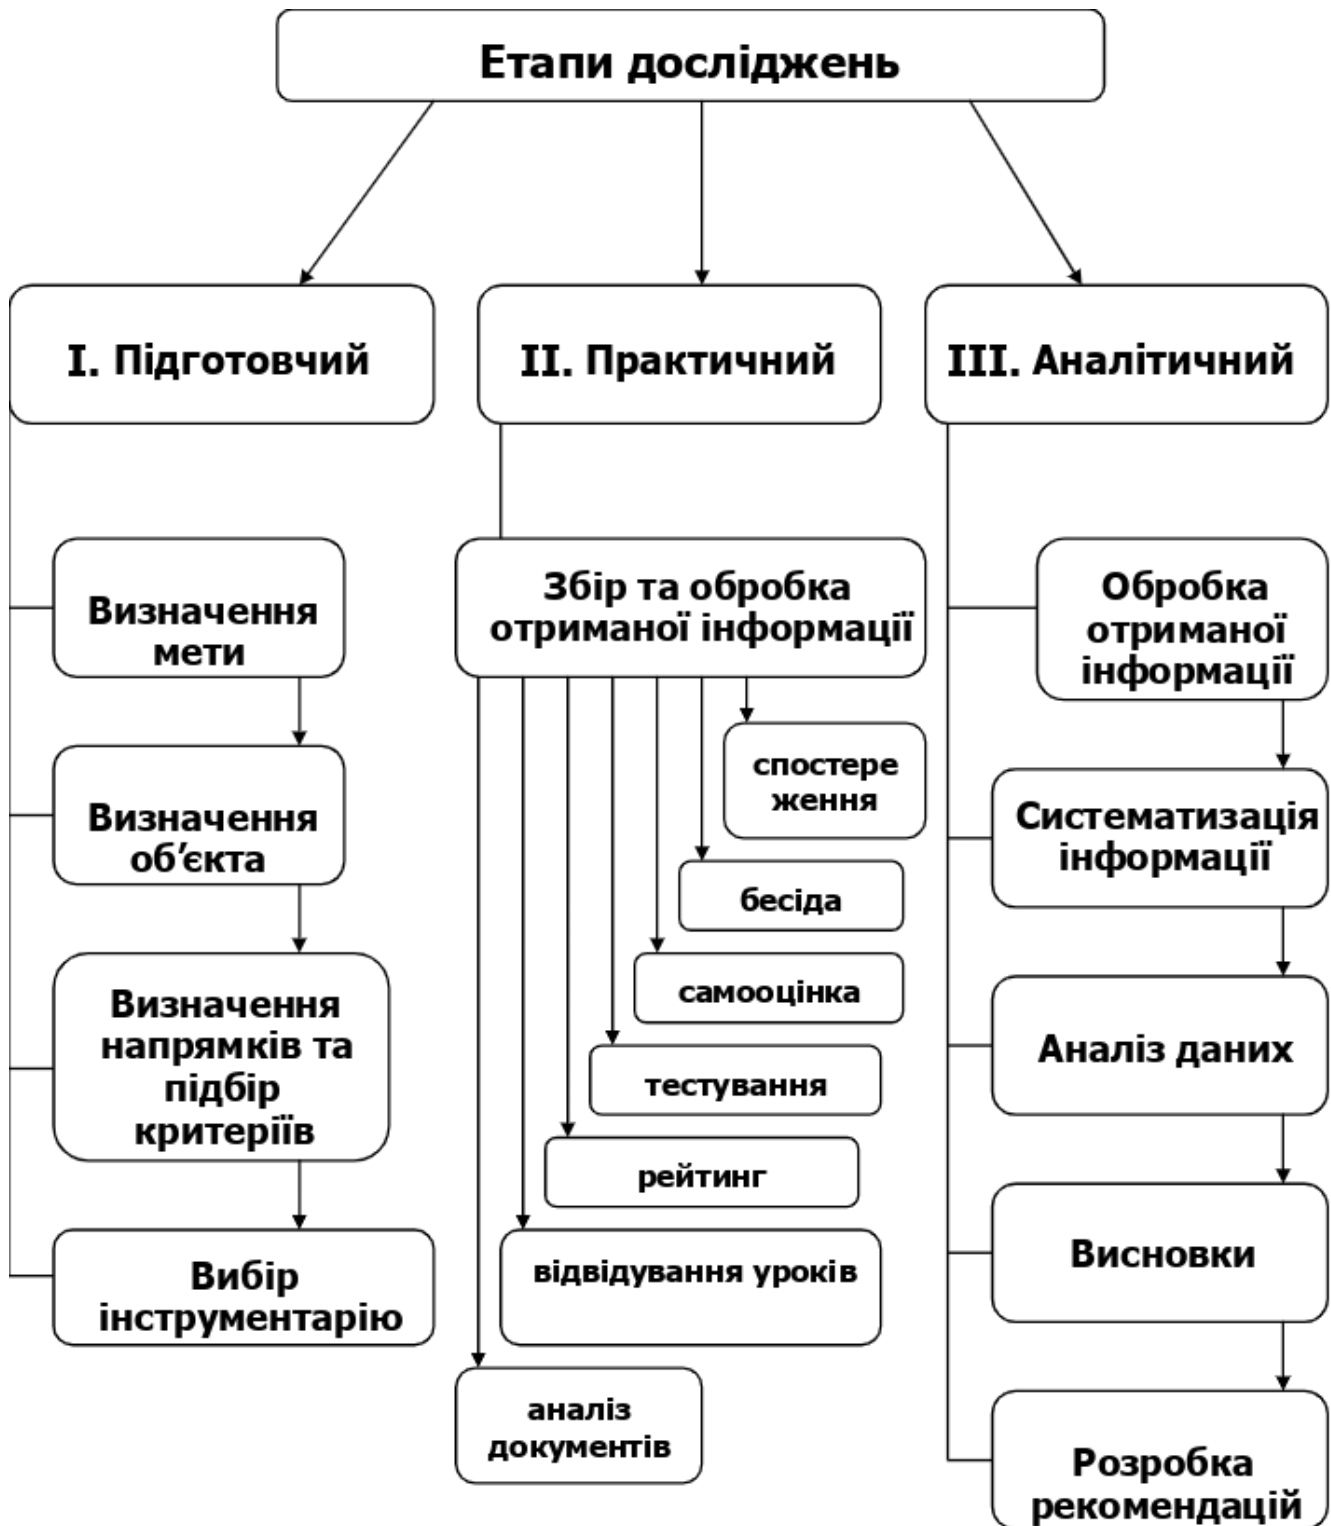 Етапи досліджень
I. Підготовчий
II. Практичний
III. Аналітичний
Визначення
мети
Визначення
об’єкта
Визначення
напрямків та
підбір
критеріїв
Вибір
інструментарію
Збір та обробка
отриманої інформації
спостере
ження
бесіда
самооцінка
тестування
рейтинг
відвідування уроків
аналіз
документів
Обробка
отриманої
інформації
Систематизація
інформації
Аналіз даних
Висновки
Розробка
рекомендацій